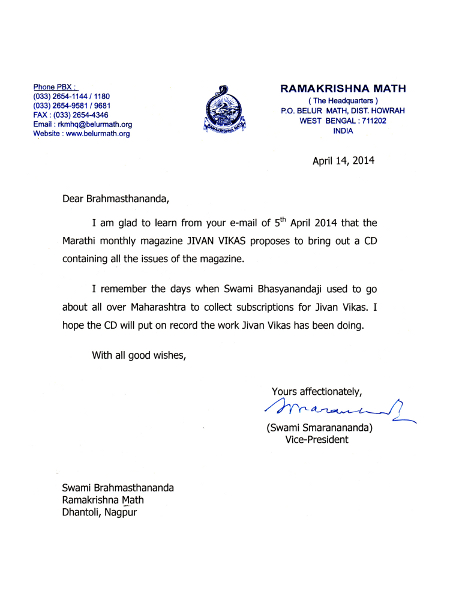 Phone PBX :
(033) 2654-1144 / 1180
(033) 2654-9581 / 9681
FAX : (033) 2654-4346
Email : rkmhq@belurmath.org
Website : www.belurmath.org
RAMAKRISHNA MATH
( The Headquarters )
P.O. BELUR MATH, DIST. HOWRAH
WEST BENGAL : 711202
INDIA
April 14, 2014
Dear Brahmasthananda,
I am glad to learn from your e-mail of 5th April 2014 that the
Marathi monthly magazine JIVAN VIKAS proposes to bring out a CD
containing all the issues of the magazine.
I remember the days when Swami Bhasyanandaji used to go
about all over Maharashtra to collect subscriptions for Jivan Vikas. I
hope the CD will put on record the work Jivan Vikas has been doing.
With all good wishes,
Yours affectionately,
(Swami Smaranananda)
Vice-President
Swami Brahmasthananda
Ramakrishna Math
Dhantoli, Nagpur